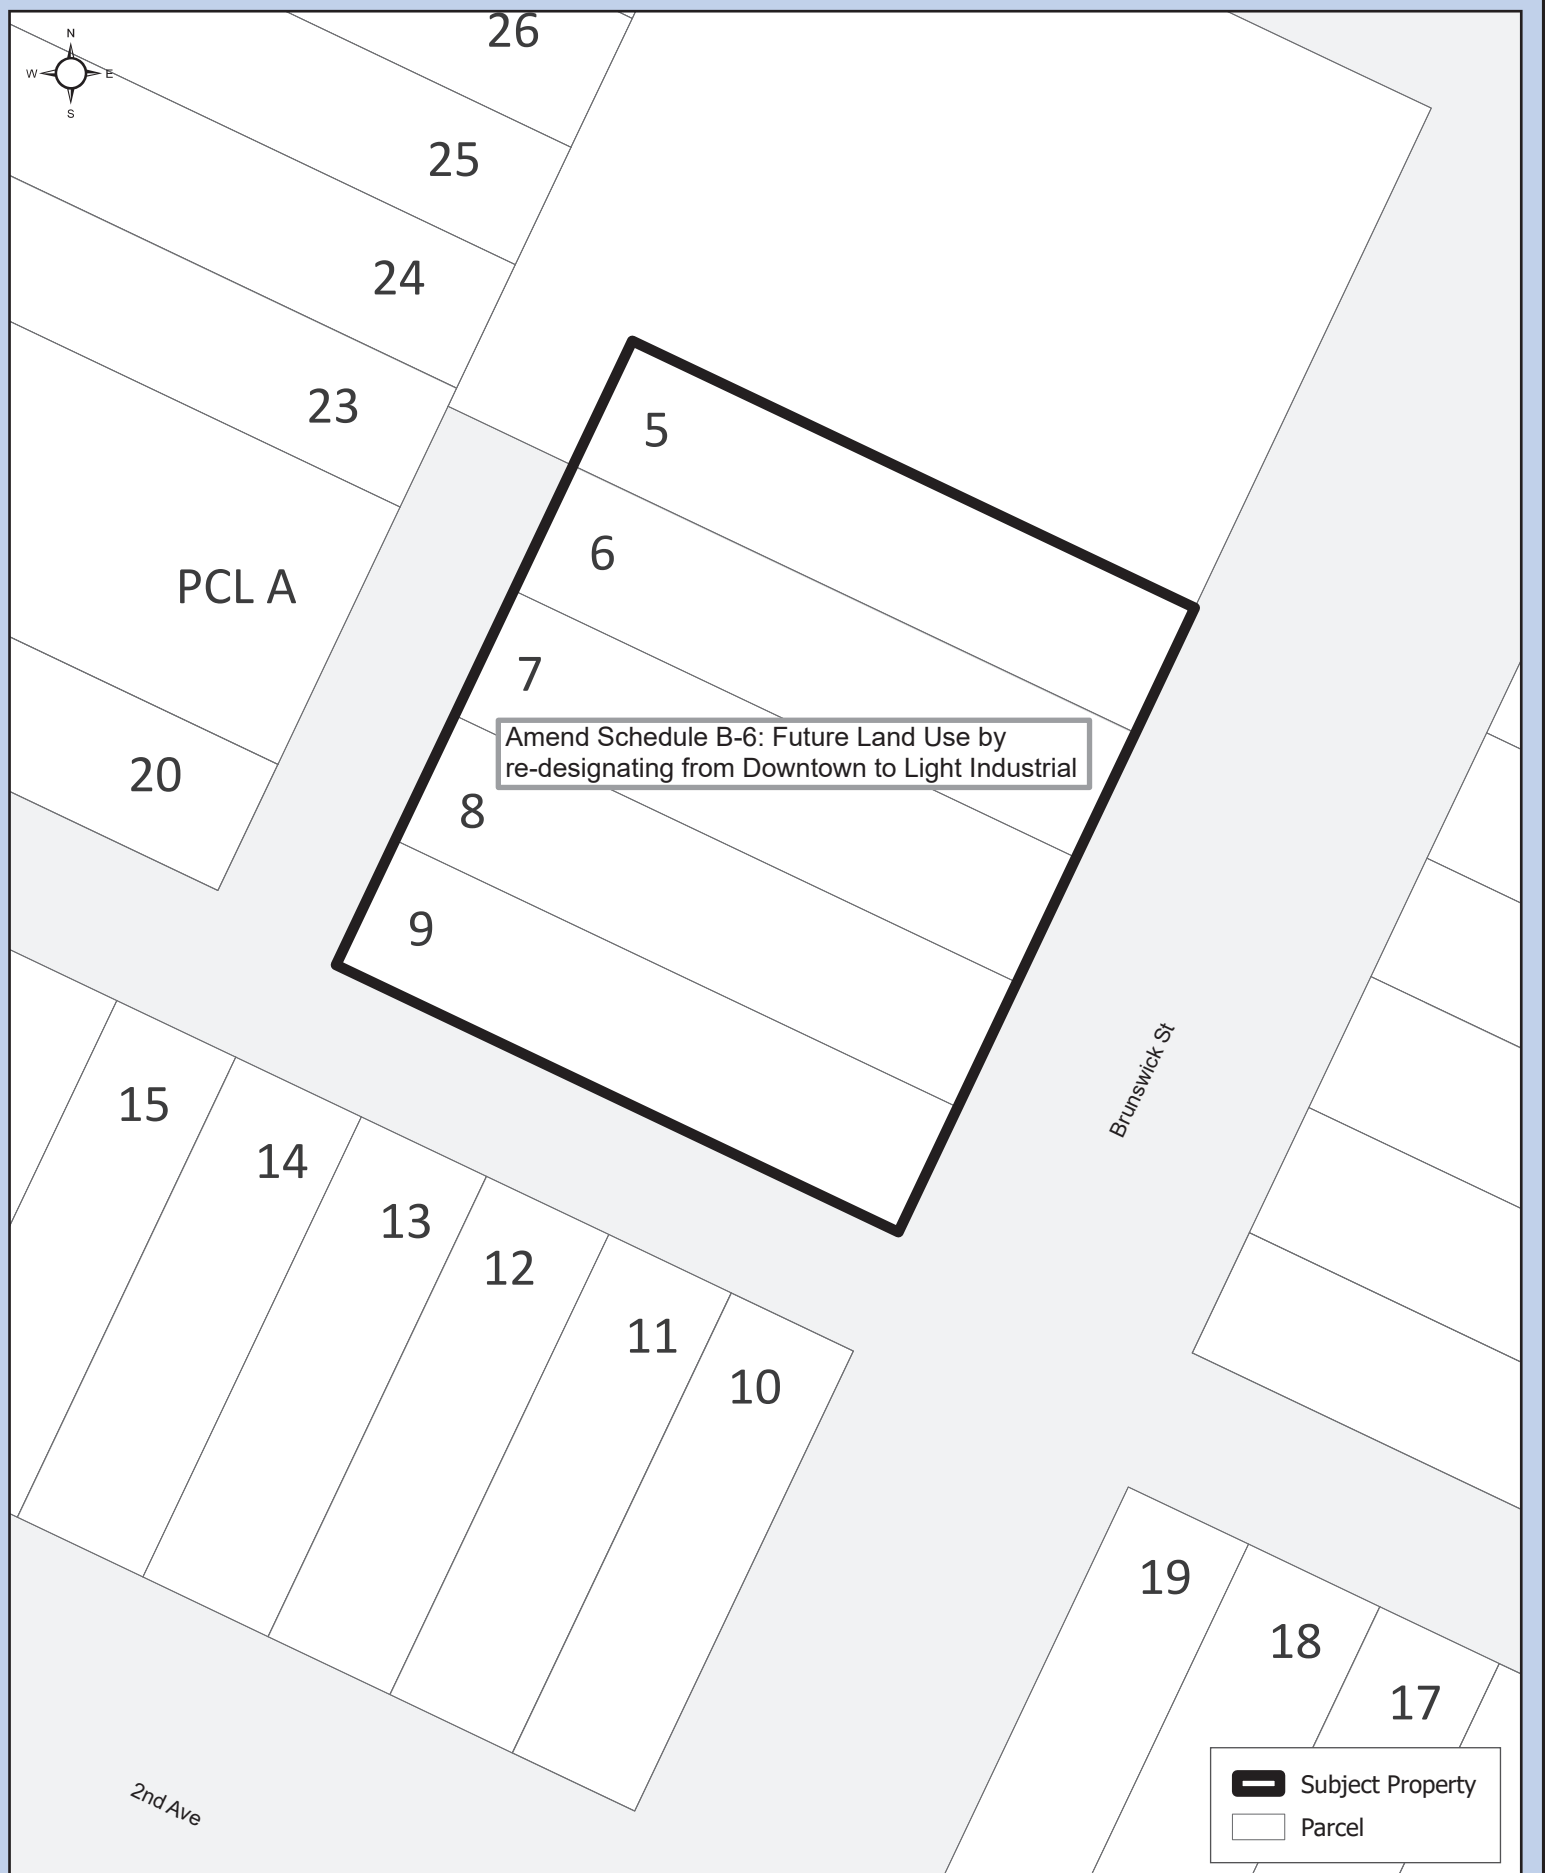 26
N
W E
S
25
24
23
5
6
PCL A
7
Amend Schedule B-6: Future Land Use by
re-designating from Downtown to Light Industrial
20
8
9
Brunswick St
15
14
13
12
11
10
19
18
17
2nd Ave
Subject Property
Parcel